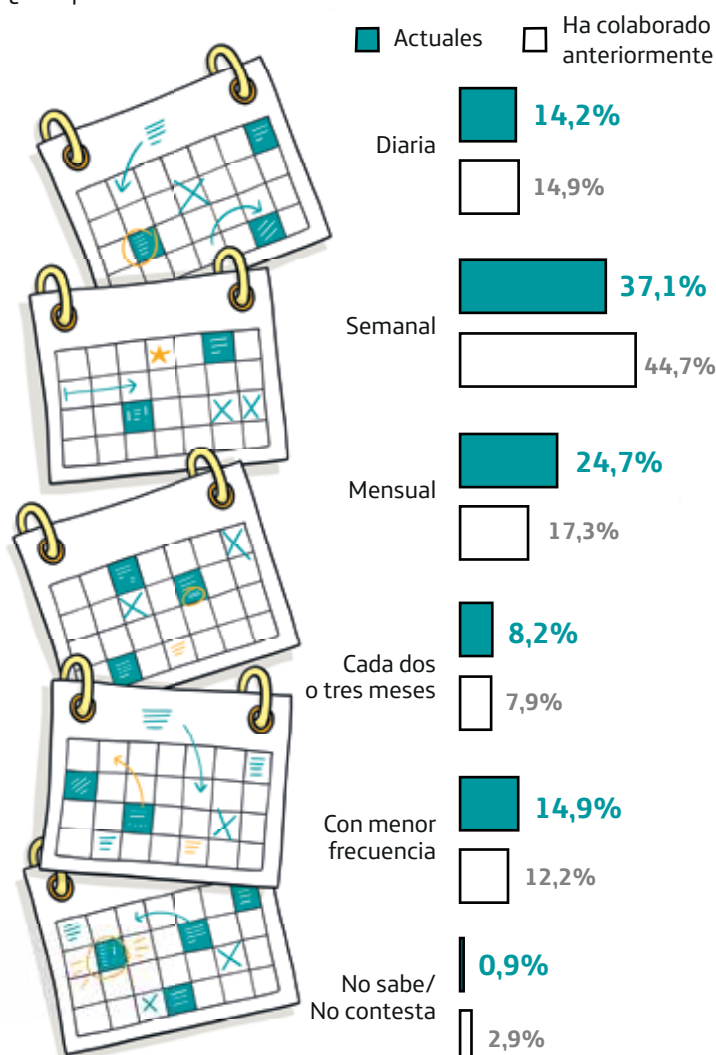 Actuales
Ha colaborado
anteriormente
Diaria
14,2%
14,9%
Semanal
37,1%
44,7%
Mensual
24,7%
17,3%
Cada dos
o tres meses
8,2%
7,9%
Con menor
frecuencia
14,9%
12,2%
No sabe/
No contesta
0,9%
2,9%